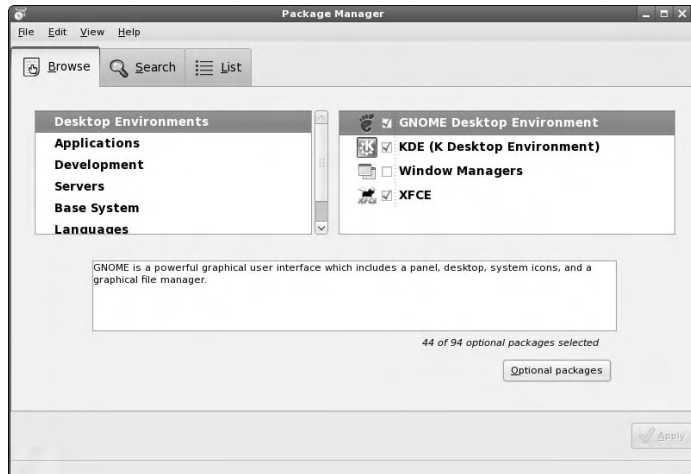 Package Manager
File Edit View Help
Browse Search List
Desktop Environments
Applications
Development
Servers
Base System
Languages
GNOME Desktop Environment
KDE (K Desktop Environment)
Window Managers
XFCE
GNOME is a powerful graphical user interface which includes a panel, desktop, system icons, and a
graphical file manager.
44 of 94 optional packages selected
Optional packages
Apply